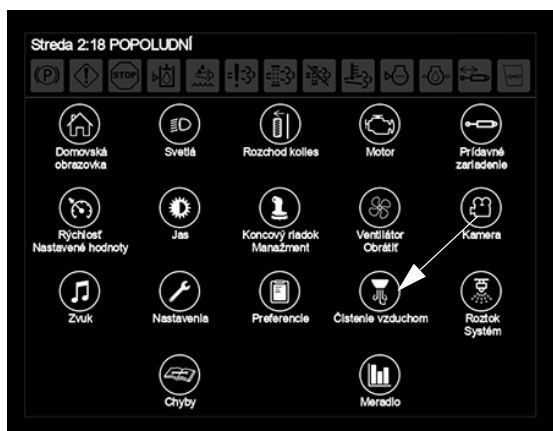 Streda 2:18 POPOLUDNÍ
STOP
Domovská
obrazovka
Svetlá
Rozchod kolies
Motor
Prídavné
zariadenie
Rýchlosť
Nastavené hodnoty
Jas
Koncový riadok
Manažment
Ventilátor
Obrátiť
Kamera
Zvuk
Nastavenia
Preferencie
Čistenie vzduchom
Roztok
Systém
Chyby
Meradlo